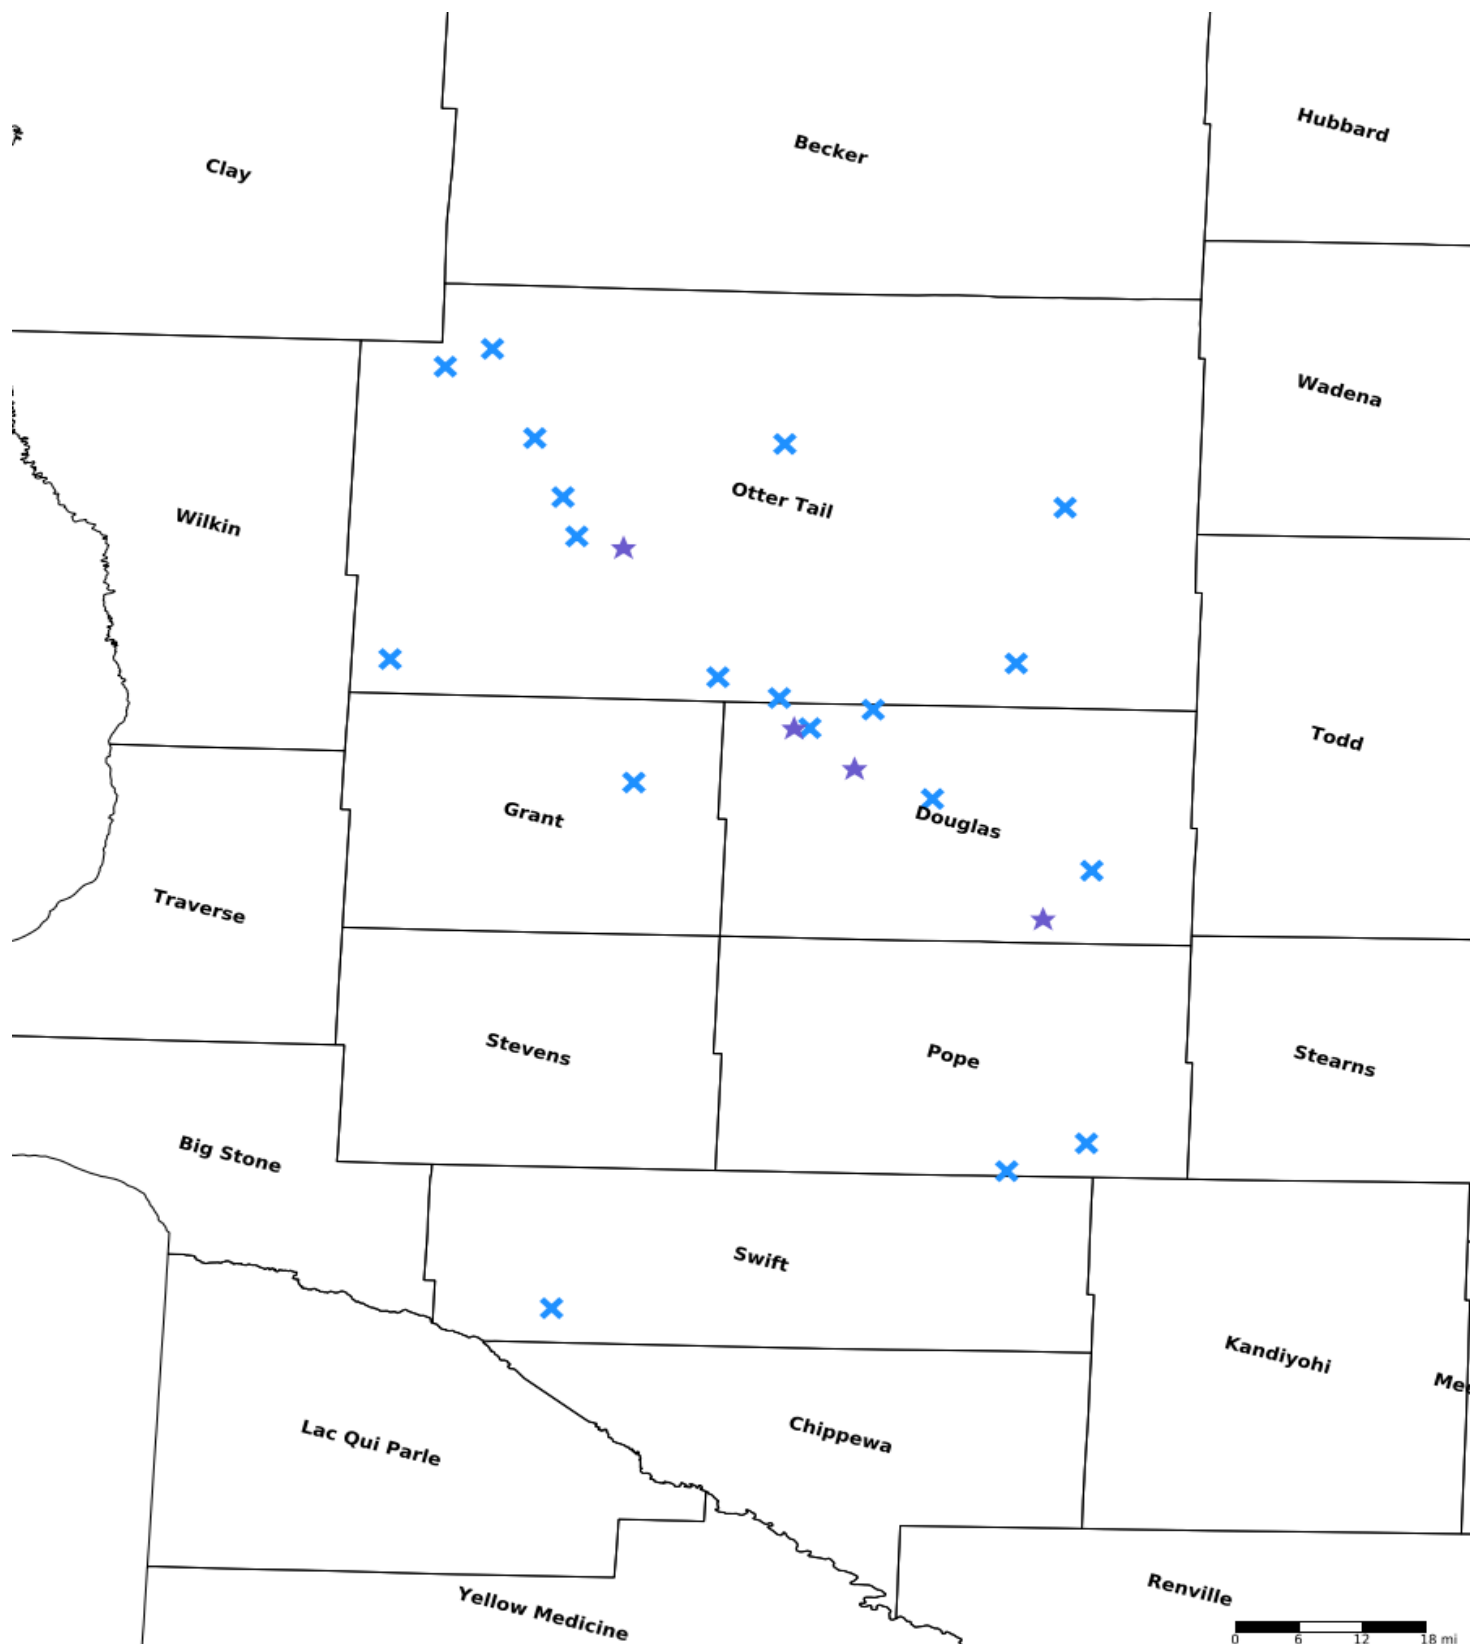 Hubbard
Becker
Clay
Wadena
Otter Tail
Wilkin
Todd
Grant
Douglas
Traverse
Stevens
Pope
Stearns
Big Stone
Swift
Kandiyohi
Lac Qui Parle
Chippewa
Yellow Medicine
Renville
0 6 12 18 mi